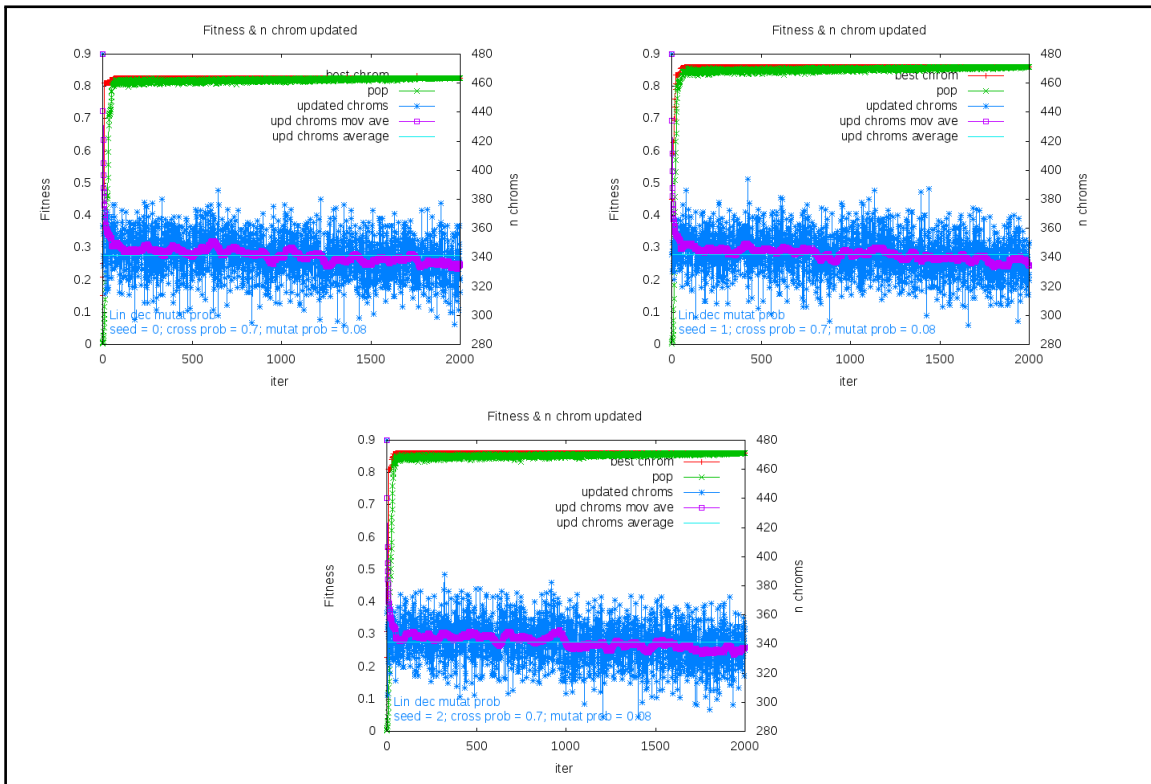 Fitness & n chrom updated
0.9
0.8
0.7
0.6
0.5
0.4
0.3
0.2
0.1
0
Fitness
480
460
440
420
400
380
360
340
320
300
280
n chroms
best chrom
pop
updated chroms
upd chroms mov ave
upd chroms average
Lin dec mutat prob
seed = 0; cross prob = 0.7; mutat prob = 0.08
0 500 1000 1500 2000
iter
Fitness & n chrom updated
0.9
0.8
0.7
0.6
0.5
0.4
0.3
0.2
0.1
0
Fitness
480
460
440
420
400
380
360
340
320
300
280
n chroms
best chrom
pop
updated chroms
upd chroms mov ave
upd chroms average
Lin dec mutat prob
seed = 1; cross prob = 0.7; mutat prob = 0.08
0 500 1000 1500 2000
iter
Fitness & n chrom updated
0.9
0.8
0.7
0.6
0.5
0.4
0.3
0.2
0.1
0
Fitness
480
460
440
420
400
380
360
340
320
300
280
n chroms
best chrom
pop
updated chroms
upd chroms mov ave
upd chroms average
Lin dec mutat prob
seed = 2; cross prob = 0.7; mutat prob = 0.08
0 500 1000 1500 2000
iter